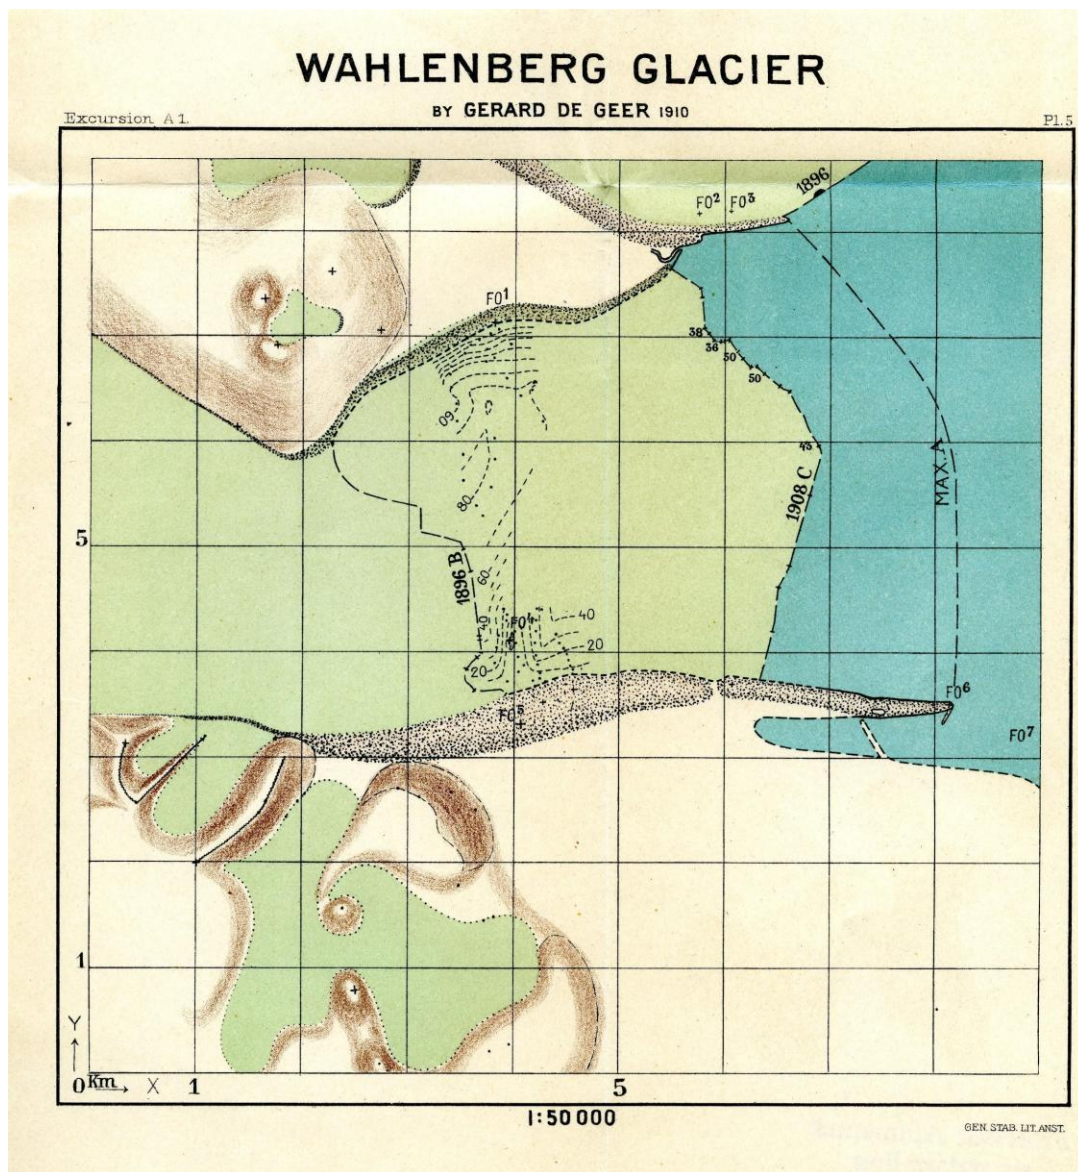 WAHLENBERG GLACIER
BY GERARD DE GEER 1910
Excursion A 1.
Pl. 5
1896
FO²
FO³
FO¹
38
36
50
50
60
45
MAX. A
80
1908 C
5
1896 B
60
40
FO⁴
40
20
20
FO⁶
FO⁵
FO⁷
1
Y
0 Km X 1
5
1:50 000
GEN. STAB. LIT. ANST.